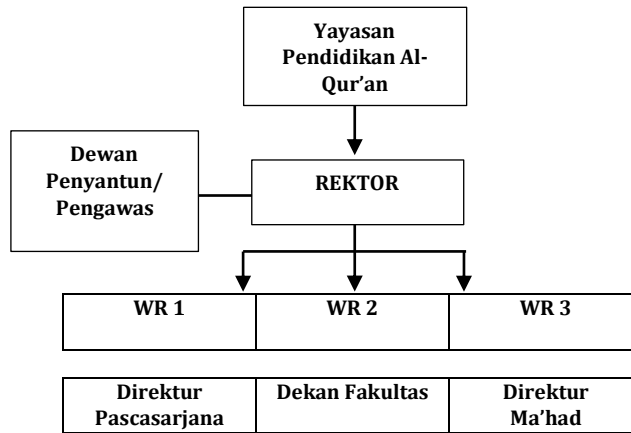 Yayasan
Pendidikan Al-
Qur’an
Dewan
Penyantun/
Pengawas
REKTOR
WR 1
WR 2
WR 3
Direktur
Pascasarjana
Dekan Fakultas
Direktur
Ma’had